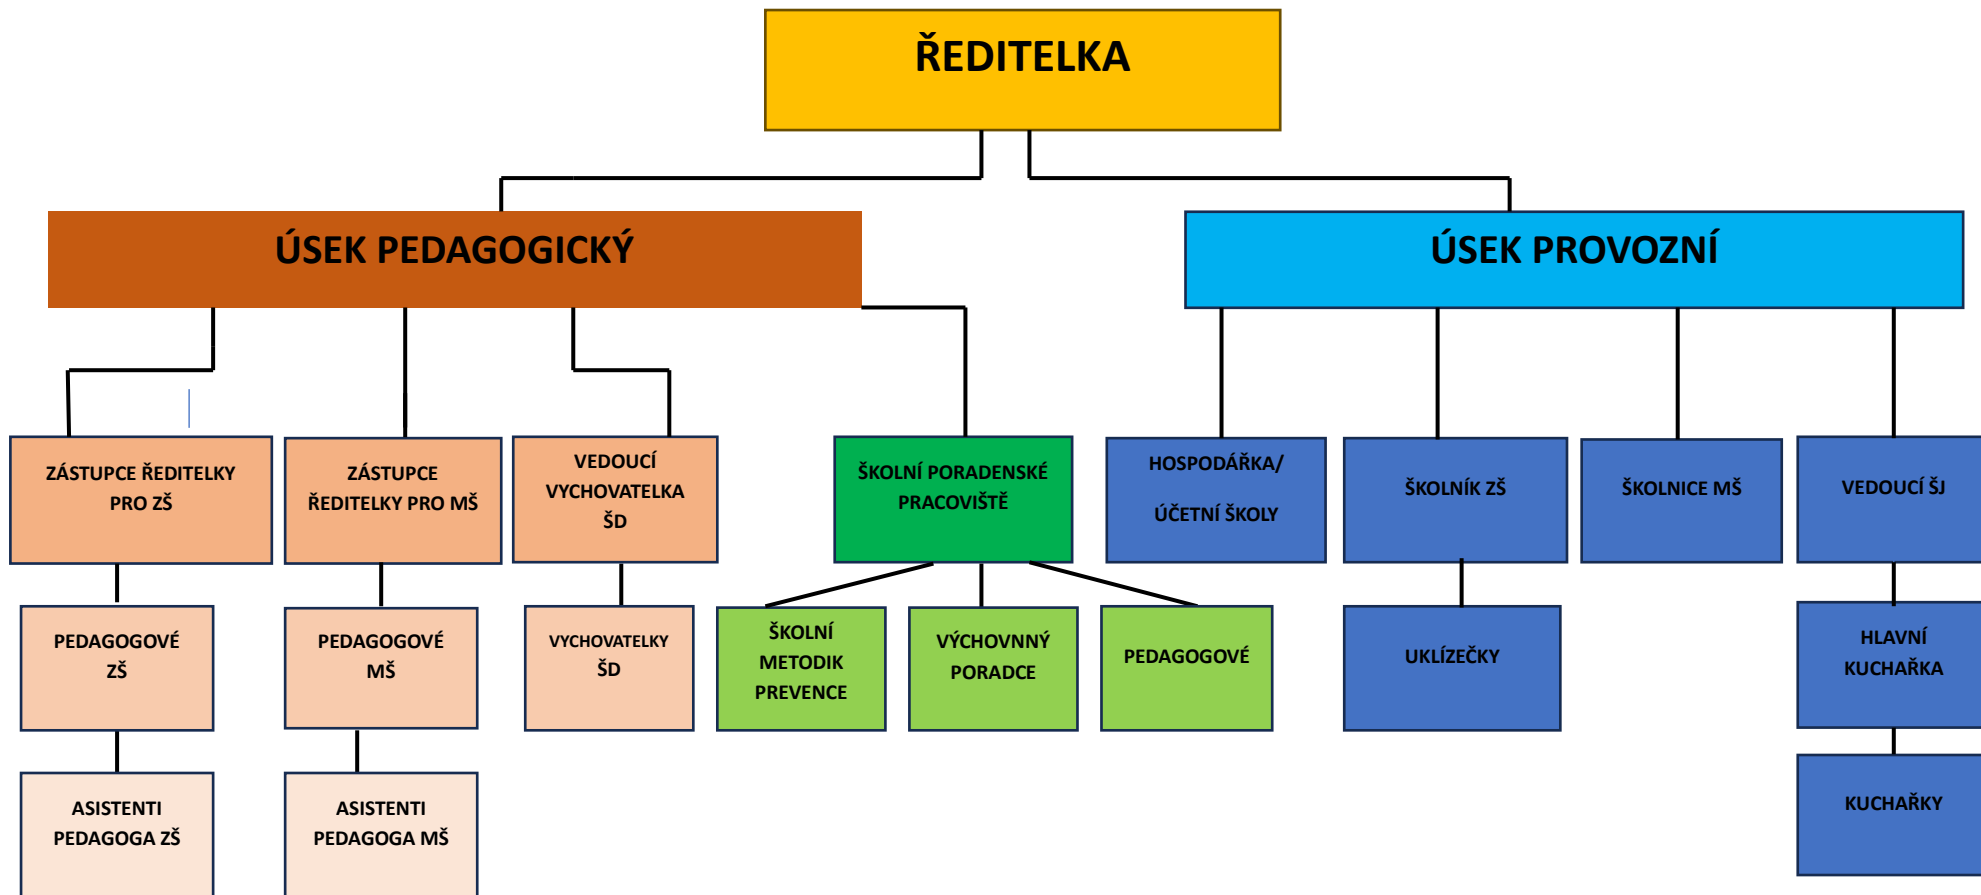 ŘEDITELKA
ÚSEK PEDAGOGICKÝ
ÚSEK PROVOZNÍ
ZÁSTUPCE ŘEDITELKY
PRO ZŠ
ZÁSTUPCE
ŘEDITELKY PRO MŠ
VEDOUCÍ
VYCHOVATELKA
ŠD
ŠKOLNÍ PORADENSKÉ
PRACOVIŠTĚ
HOSPODÁŘKA/
ÚČETNÍ ŠKOLY
ŠKOLNÍK ZŠ
ŠKOLNICE MŠ
VEDOUCÍ ŠJ
PEDAGOGOVÉ
ZŠ
PEDAGOGOVÉ
MŠ
VYCHOVATELKY
ŠD
ŠKOLNÍ
METODIK
PREVENCE
VÝCHOVNNÝ
PORADCE
PEDAGOGOVÉ
UKLÍZEČKY
HLAVNÍ
KUCHAŘKA
ASISTENTI
PEDAGOGA ZŠ
ASISTENTI
PEDAGOGA MŠ
KUCHAŘKY